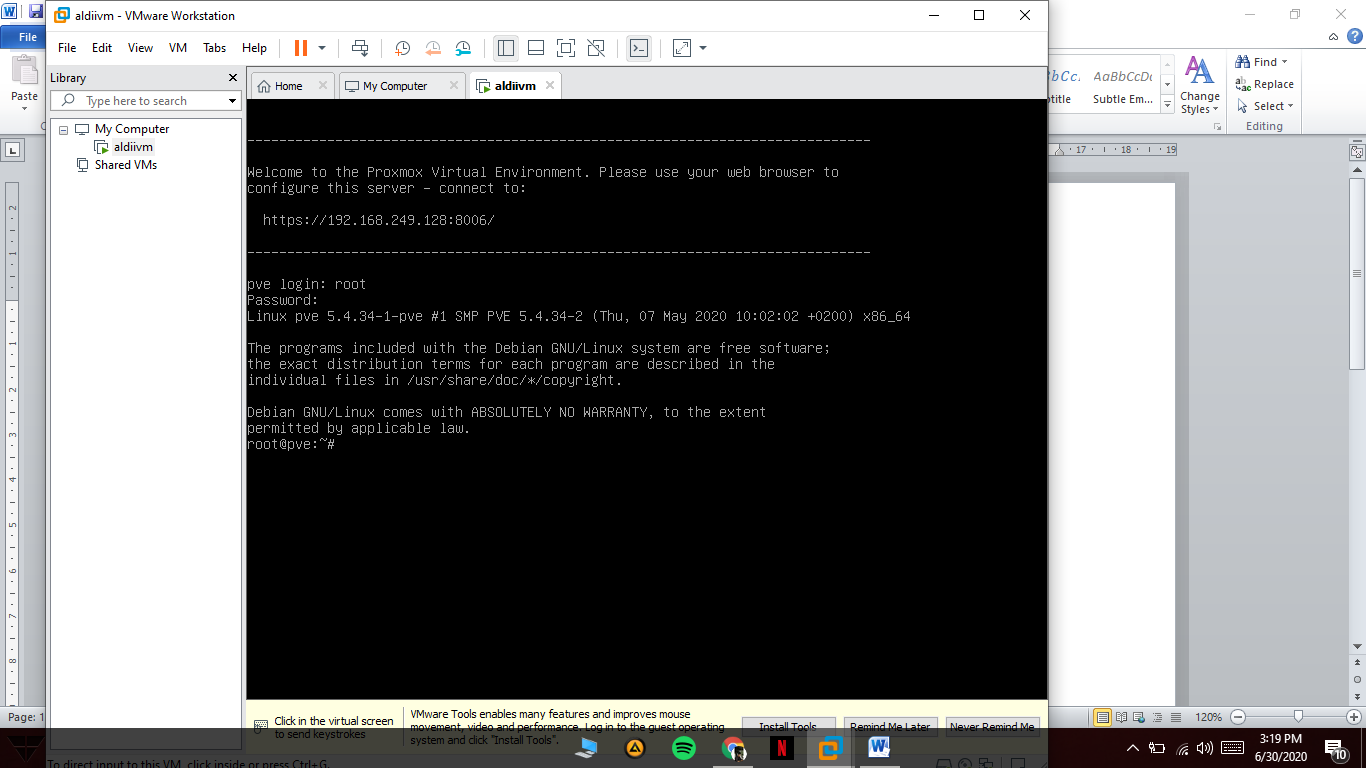 aldiivm - VMware Workstation
File
File Edit View VM Tabs Help
Library
Type here to search
My Computer
aldiivm
Shared VMs
Home
My Computer
aldiivm
Welcome to the Proxmox Virtual Environment. Please use your web browser to
configure this server - connect to:
https://192.168.249.128:8006/
pve login: root
Password:
Linux pve 5.4.34-1-pve #1 SMP PVE 5.4.34-2 (Thu, 07 May 2020 10:02:02 +0200) x86_64
The programs included with the Debian GNU/Linux system are free software;
the exact distribution terms for each program are described in the
individual files in /usr/share/doc/*/copyright.
Debian GNU/Linux comes with ABSOLUTELY NO WARRANTY, to the extent
permitted by applicable law.
root@pve:~#
Click in the virtual screen
to send keystrokes
VMware Tools enables many features and improves mouse
movement, video and performance. Log in to the guest operating
system and click "Install Tools".
Install Tools
Remind Me Later
Never Remind Me
To direct input to this VM, click inside or press Ctrl+G.
Paste
AaBbCcDc
Subtle Em...
Change
Styles
Find
Replace
Select
Editing
17 18 19
2
1
1
2
3
4
5
6
7
8
Page: 1
120%
3:19 PM
6/30/2020
10